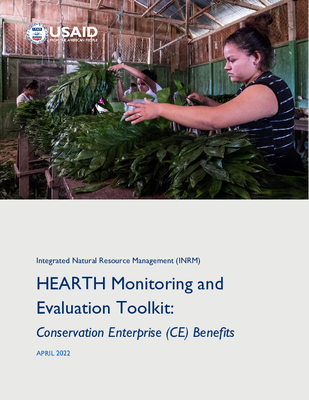 USAID
FROM THE AMERICAN PEOPLE
Integrated Natural Resource Management (INRM)
HEARTH Monitoring and
Evaluation Toolkit:
Conservation Enterprise (CE) Benefits
APRIL 2022